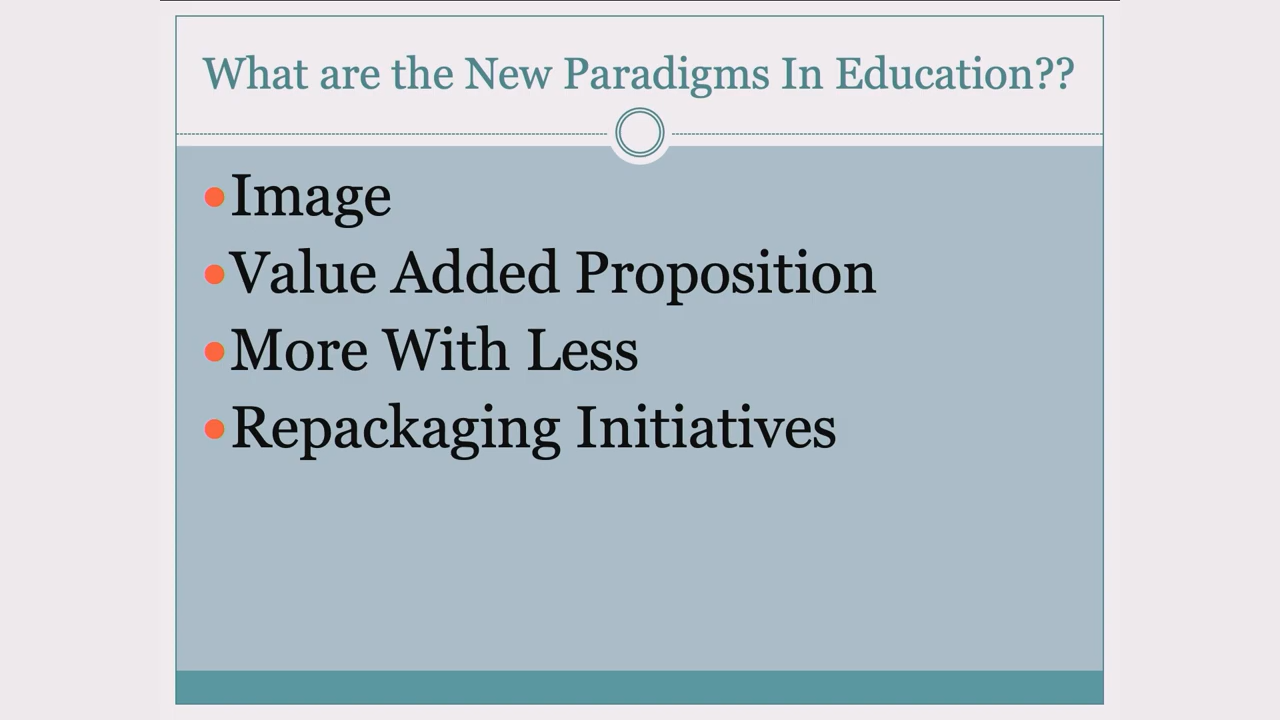 What are the New Paradigms In Education??
•Image
•Value Added Proposition
•More With Less
•Repackaging Initiatives